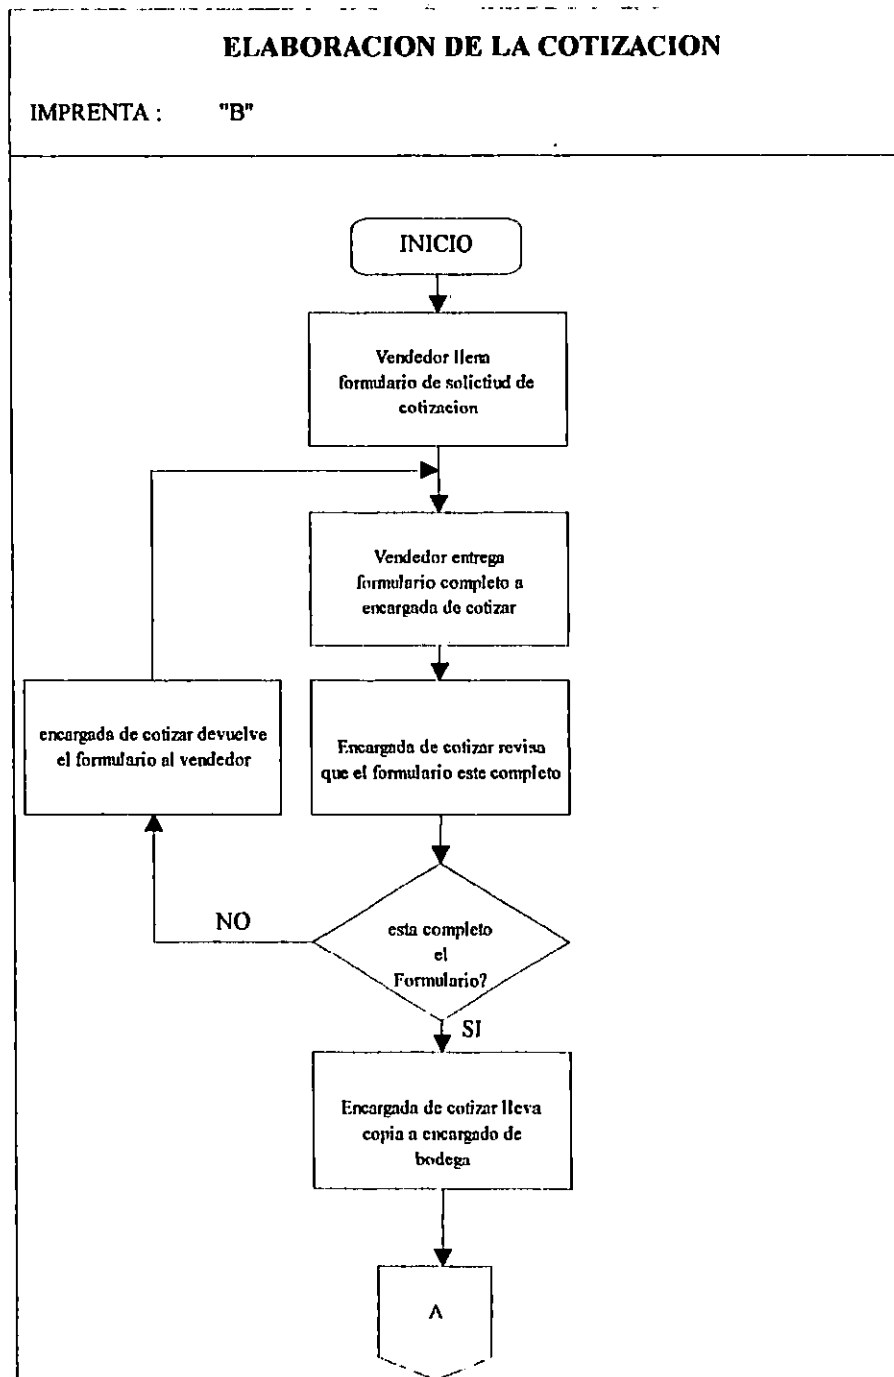 ELABORACION DE LA COTIZACION
IMPRENTA : "B"
INICIO
Vendedor llena
formulario de solictiud de
cotizacion
Vendedor entrega
formulario completo a
encargada de cotizar
encargada de cotizar devuelve
el formulario al vendedor
Encargada de cotizar revisa
que el formulario este completo
NO
esta completo
el
Formulario?
SI
Encargada de cotizar lleva
copia a encargado de
bodega
A